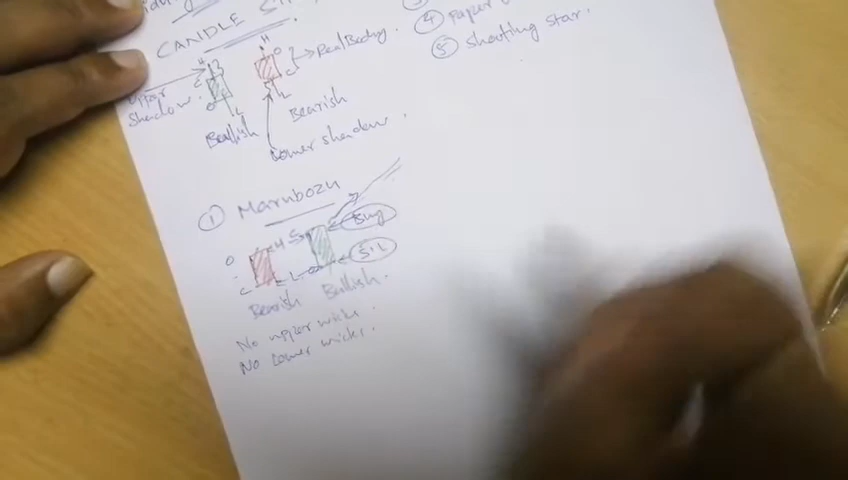 CANDLE
④ Paper
⑤ Shooting star.
H
H
O
Real Body.
C
L
Upper
Shadow.
C
O
L
Bullish
Bearish
Lower shadow.
① Marubozu
O
H
Buy
C
L
S.L
Bearish
Bullish.
No upper wicks.
No lower wicks.